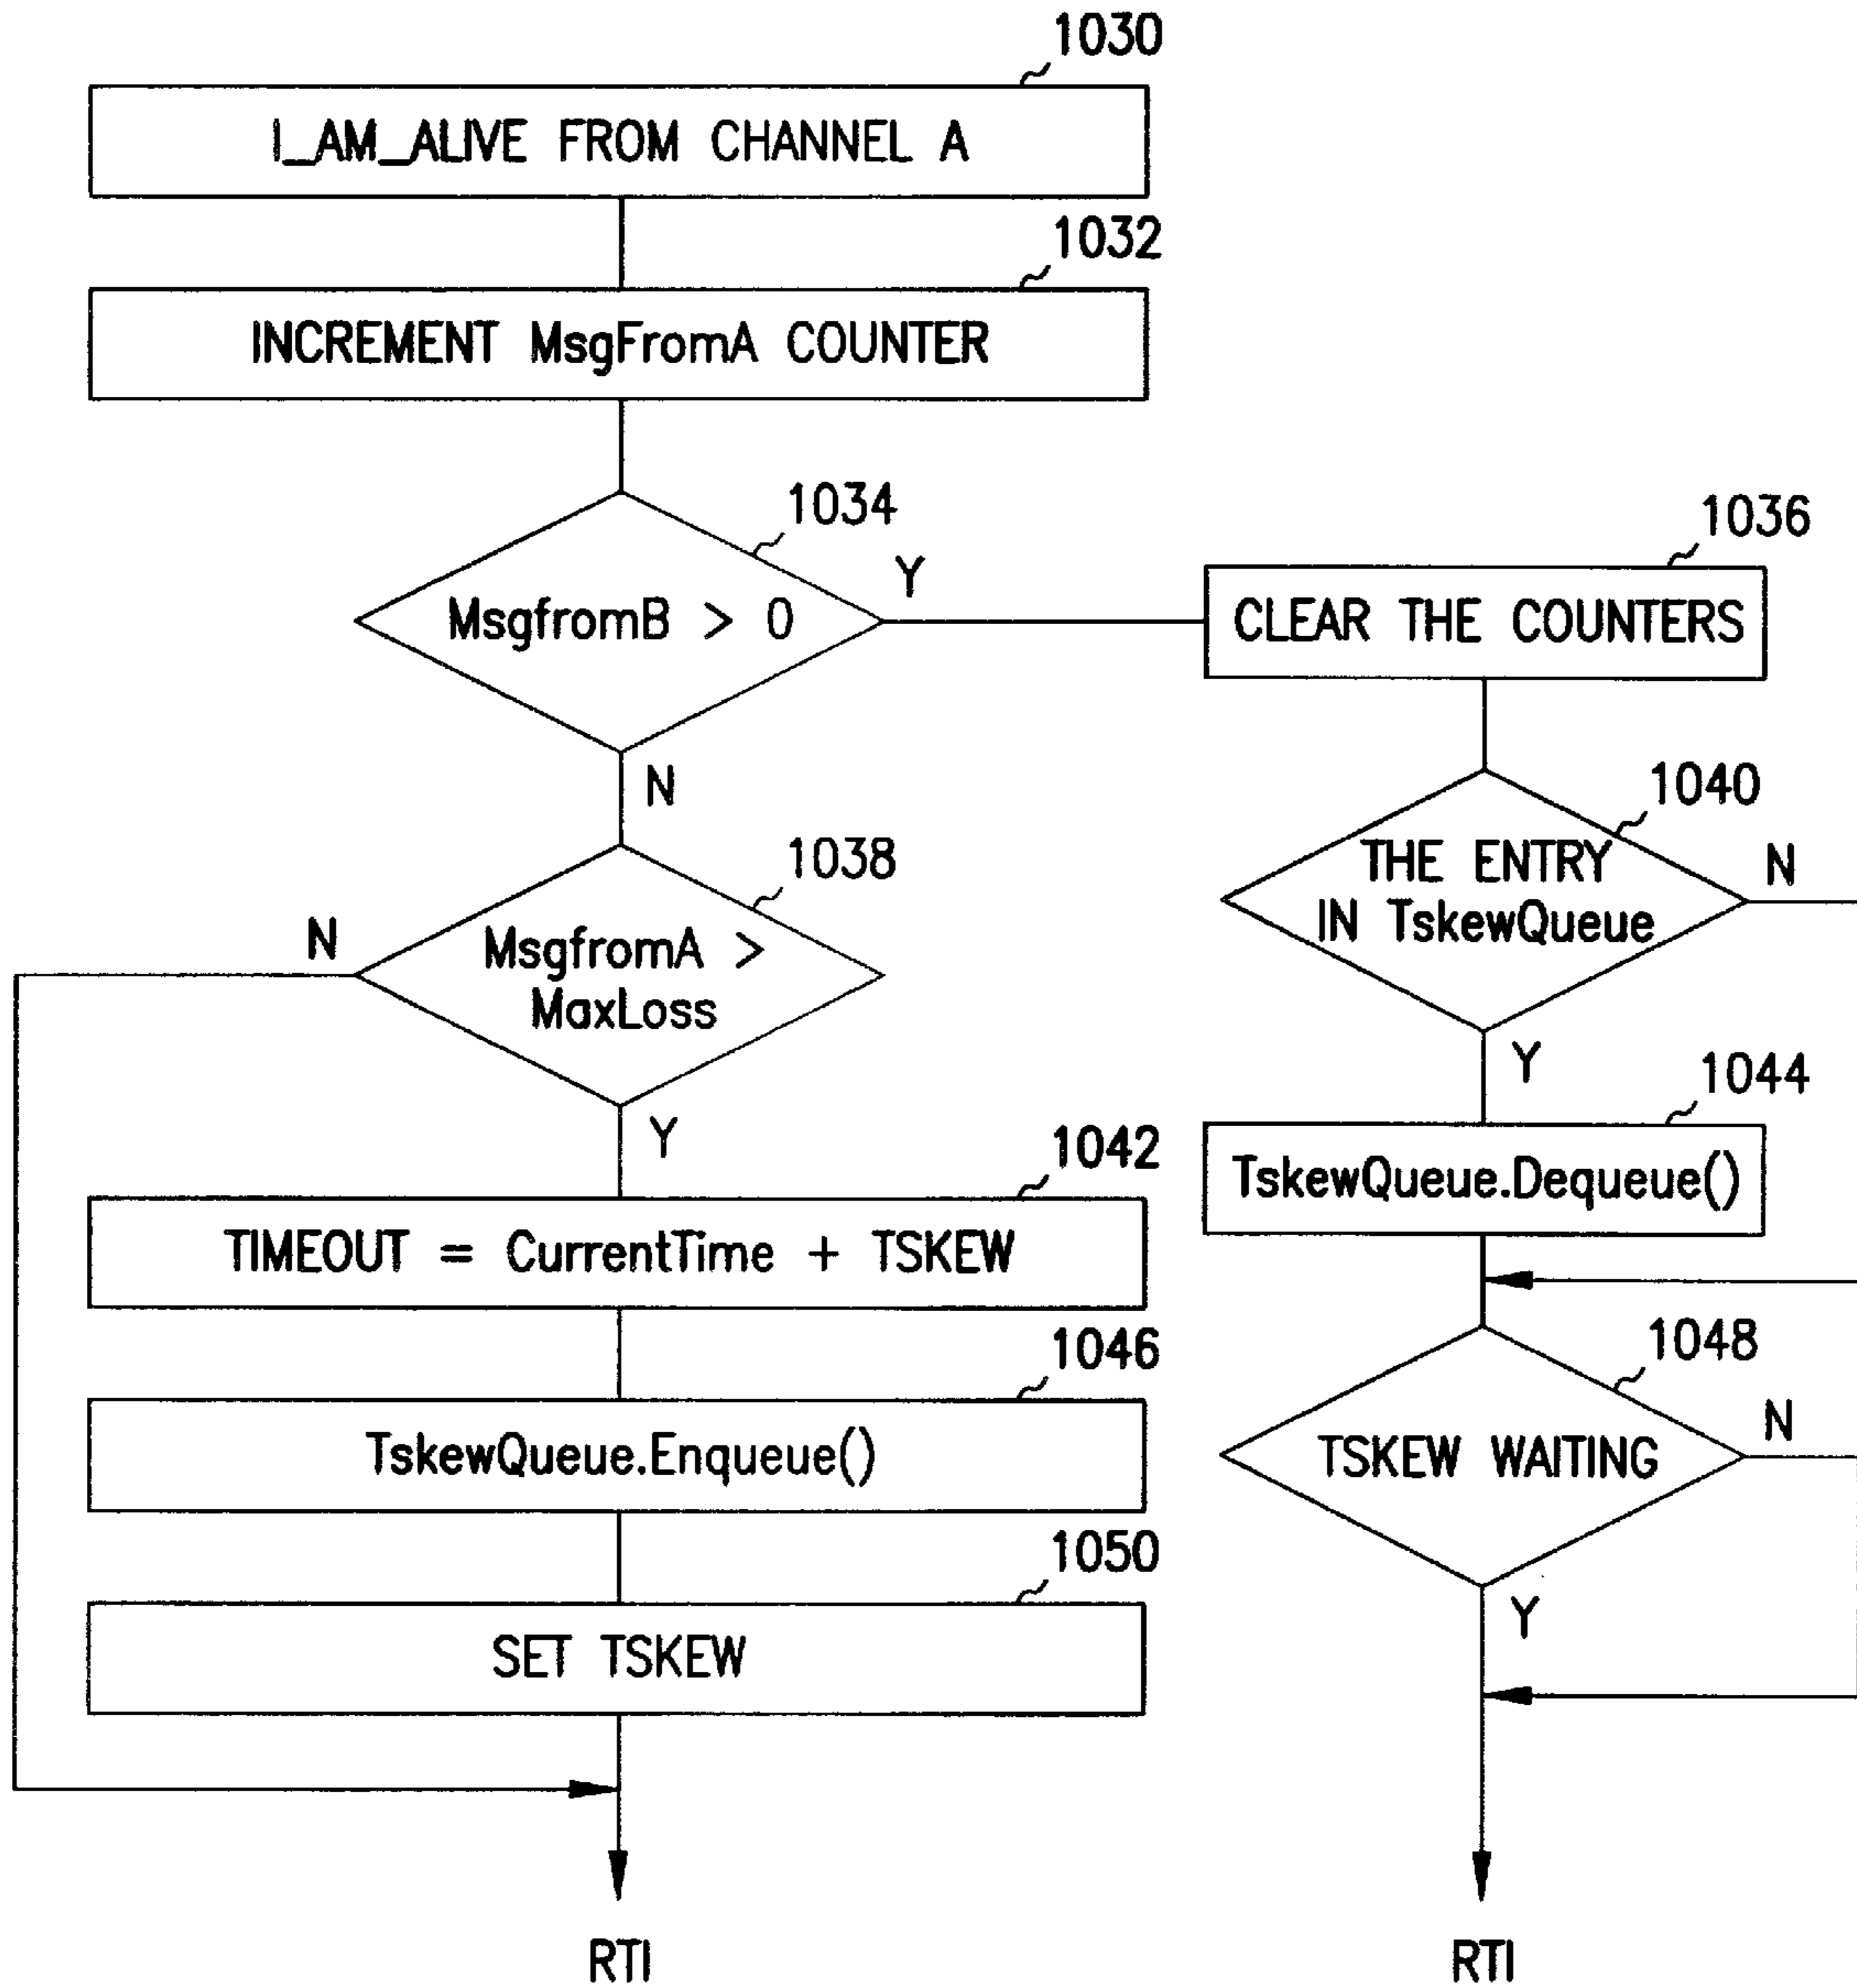 1030
I_AM_ALIVE FROM CHANNEL A
1032
INCREMENT MsgFromA COUNTER
1034
MsgfromB > 0
Y
N
1036
CLEAR THE COUNTERS
1038
MsgfromA >
MaxLoss
N
Y
1040
THE ENTRY
IN TskewQueue
N
Y
1042
TIMEOUT = CurrentTime + TSKEW
1044
TskewQueue.Dequeue()
1046
TskewQueue.Enqueue()
1048
TSKEW WAITING
N
Y
1050
SET TSKEW
RTI
RTI